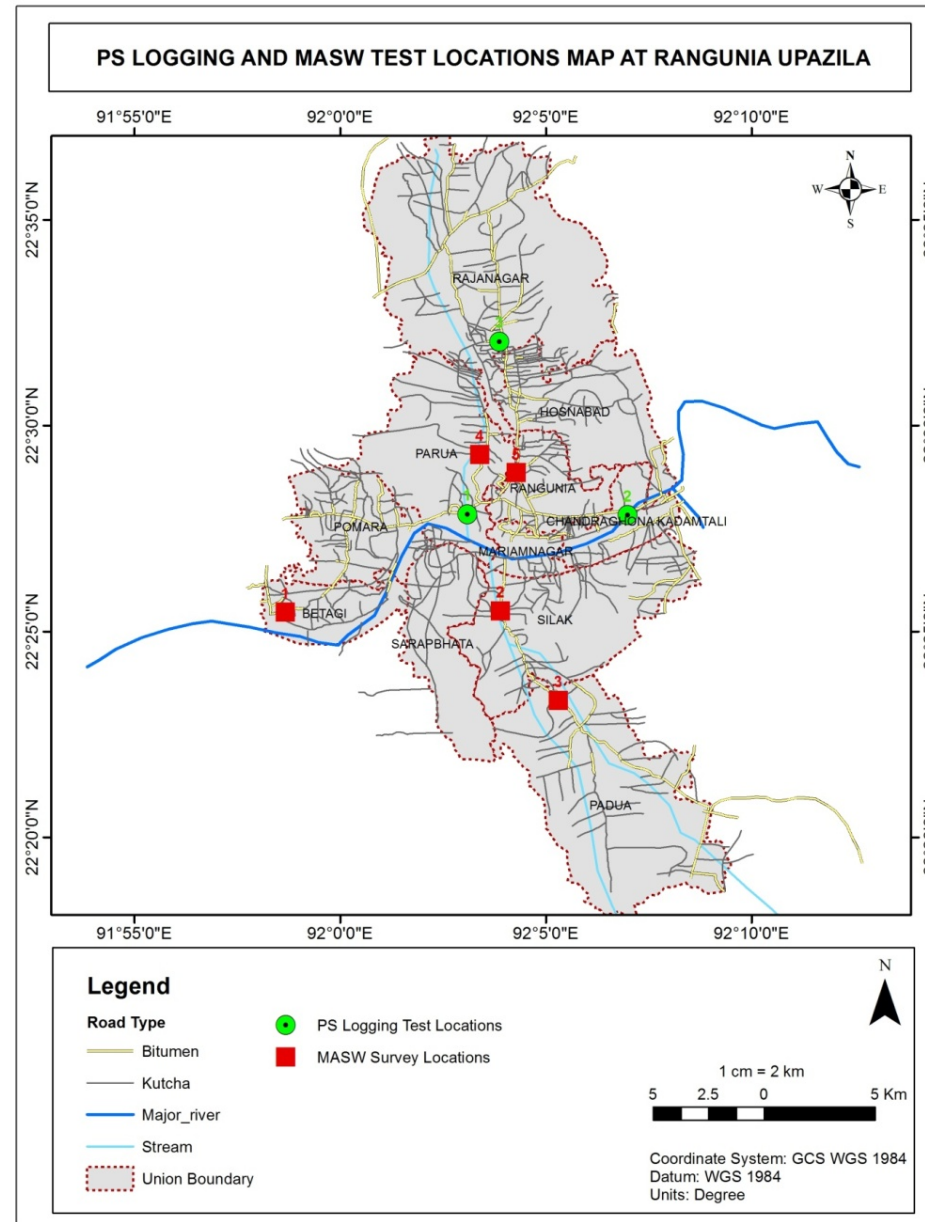 PS LOGGING AND MASW TEST LOCATIONS MAP AT RANGUNIA UPAZILA
91°55'0"E 92°0'0"E 92°5'0"E 92°10'0"E
N
W E
S
22°35'0"N
RAJANAGAR
3
22°30'0"N
HOSNABAD
4
PARUA
5
RANGUNIA
1
2
POMARA
CHANDRAGHONA KADAMTALI
MARIAMNAGAR
1
BETAGI
2
SILAK
22°25'0"N
SARAPBHATA
3
PADUA
22°20'0"N
91°55'0"E 92°0'0"E 92°5'0"E 92°10'0"E
Legend
Road Type
Bitumen
Kutcha
Major_river
Stream
Union Boundary
PS Logging Test Locations
MASW Survey Locations
N
1 cm = 2 km
5 2.5 0 5 Km
Coordinate System: GCS WGS 1984
Datum: WGS 1984
Units: Degree